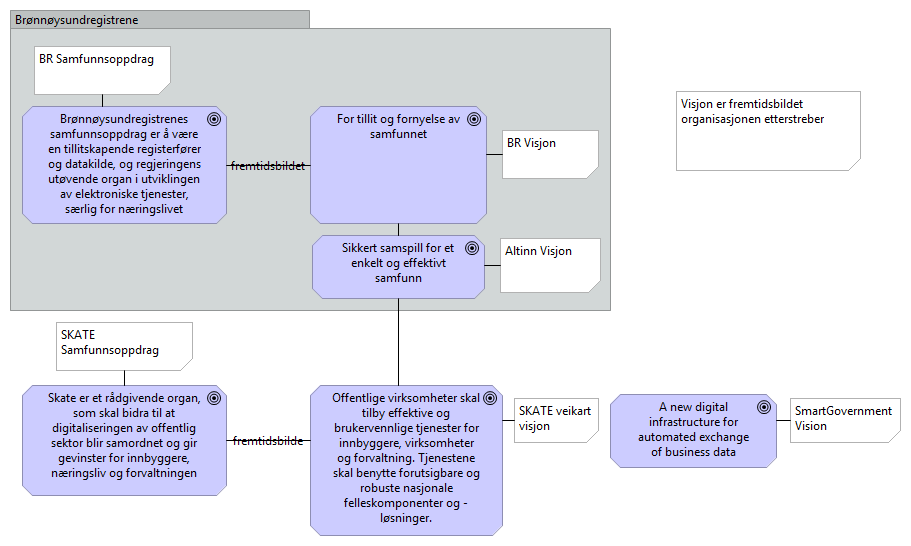 Brønnøysundregistrene
BR Samfunnsoppdrag
Brønnøysundregistrenes
samfunnsoppdrag er å være
en tillitskapende registerfører
og datakilde, og regjeringens
utøvende organ i utviklingen
av elektroniske tjenester,
særlig for næringslivet
fremtidsbildet
For tillit og fornyelse av
samfunnet
BR Visjon
Visjon er fremtidsbildet
organisasjonen etterstreber
Sikkert samspill for et
enkelt og effektivt
samfunn
Altinn Visjon
SKATE
Samfunnsoppdrag
Skate er et rådgivende organ,
som skal bidra til at
digitaliseringen av offentlig
sektor blir samordnet og gir
gevinster for innbyggere,
næringsliv og forvaltningen
fremtidsbilde
Offentlige virksomheter skal
tilby effektive og
brukervennlige tjenester for
innbyggere, virksomheter
og forvaltning. Tjenestene
skal benytte forutsigbare og
robuste nasjonale
felleskomponenter og -
løsninger.
SKATE veikart
visjon
A new digital
infrastructure for
automated exchange
of business data
SmartGovernment
Vision